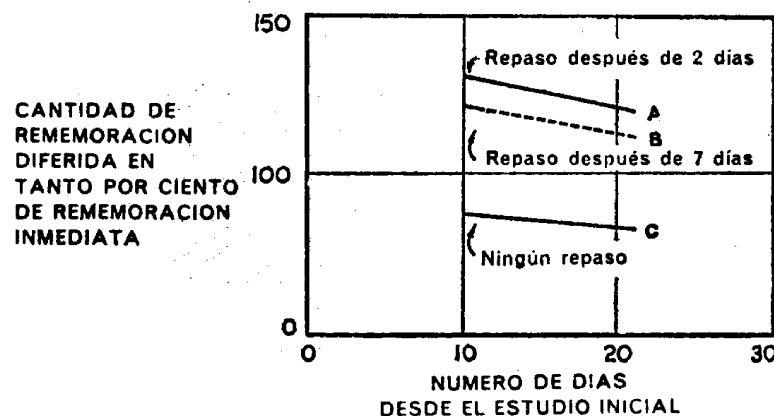 150
Repaso después de 2 días
CANTIDAD DE
REMEMORACION
DIFERIDA EN
TANTO POR CIENTO
DE REMEMORACION
INMEDIATA
A
B
Repaso después de 7 días
100
C
Ningún repaso
0
0 10 20 30
NUMERO DE DIAS
DESDE EL ESTUDIO INICIAL